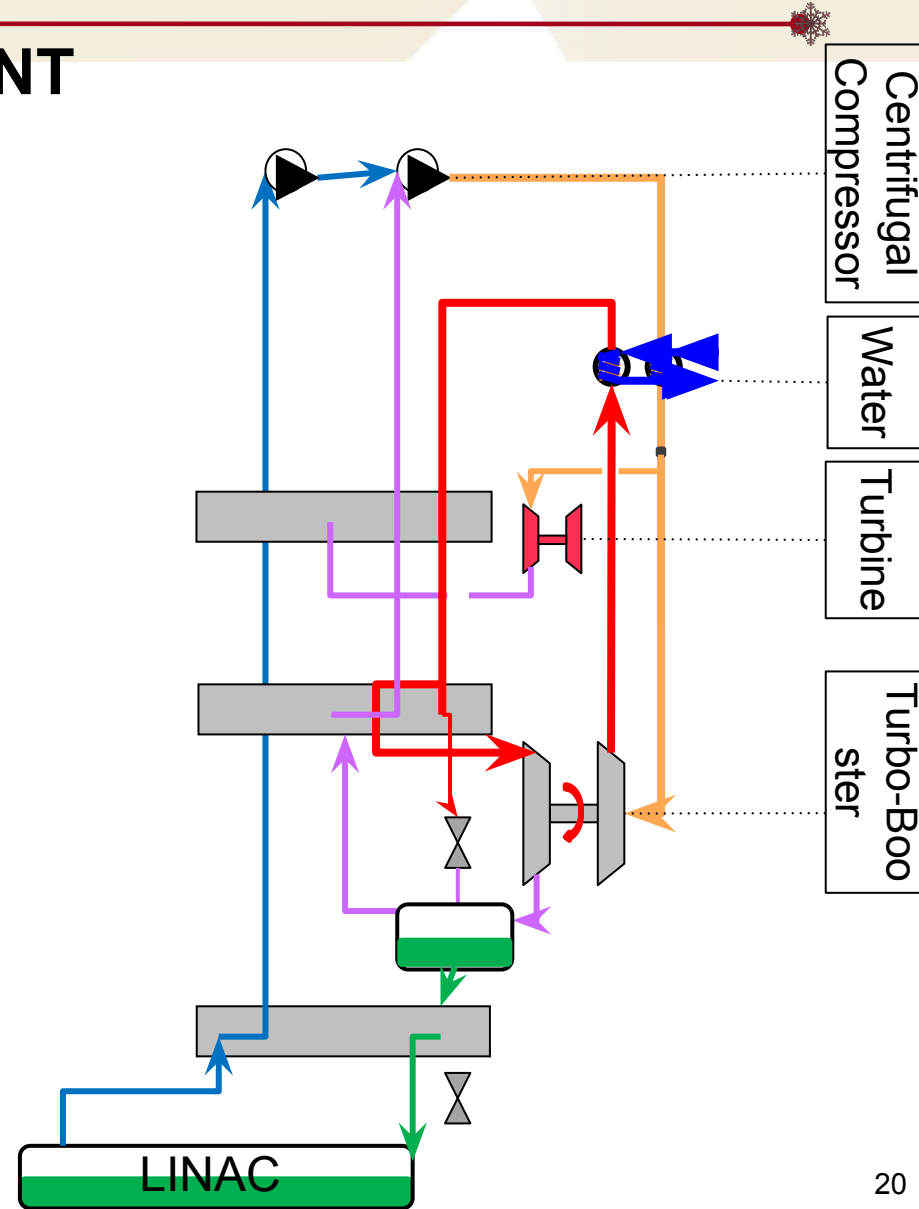 NT
Centrifugal
Compressor
Water
Turbine
Turbo-Boo
ster
LINAC
20